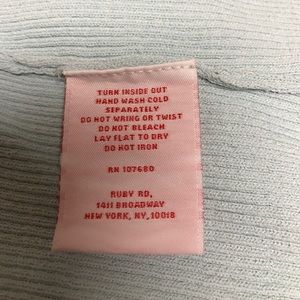 TURN INSIDE OUT
HAND WASH COLD
SEPARATELY
DO NOT WRING OR TWIST
DO NOT BLEACH
LAY FLAT TO DRY
DO NOT IRON
RN 107680
RUBY RD.
1411 BROADWAY
NEW YORK, NY, 10018